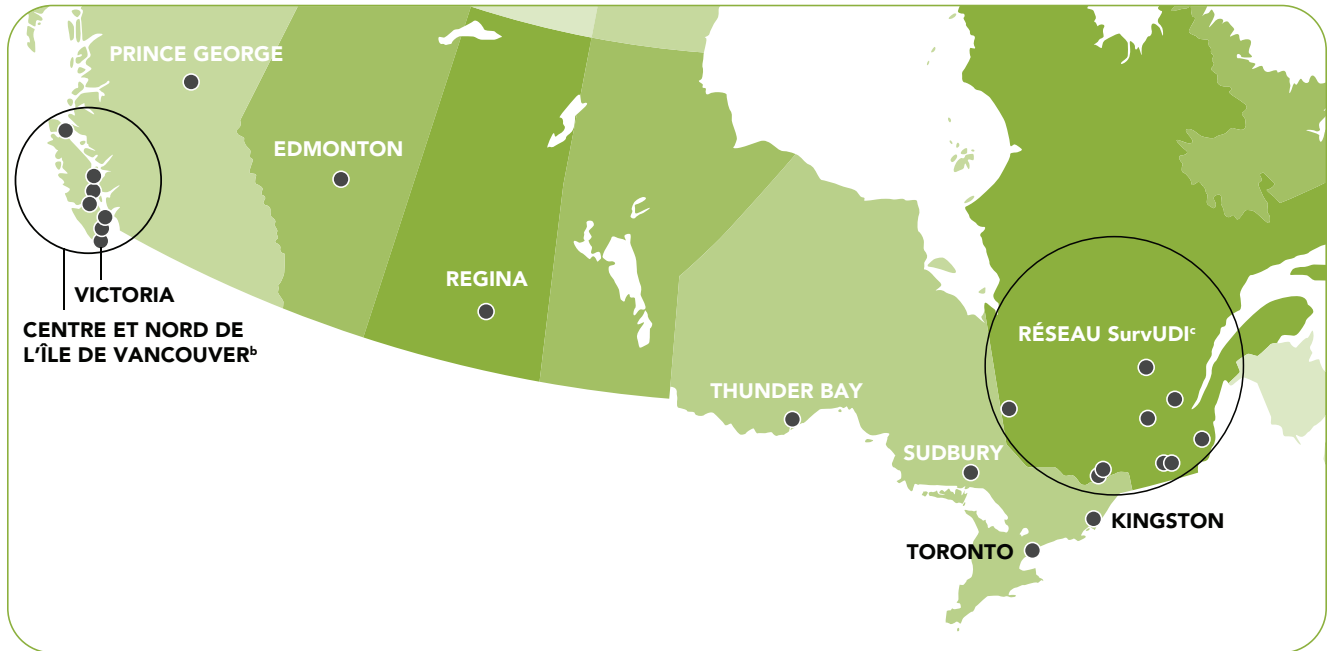 PRINCE GEORGE
EDMONTON
REGINA
VICTORIA
CENTRE ET NORD DE
L'ÎLE DE VANCOUVERᵇ
RÉSEAU SurvUDIᶜ
THUNDER BAY
SUDBURY
KINGSTON
TORONTO